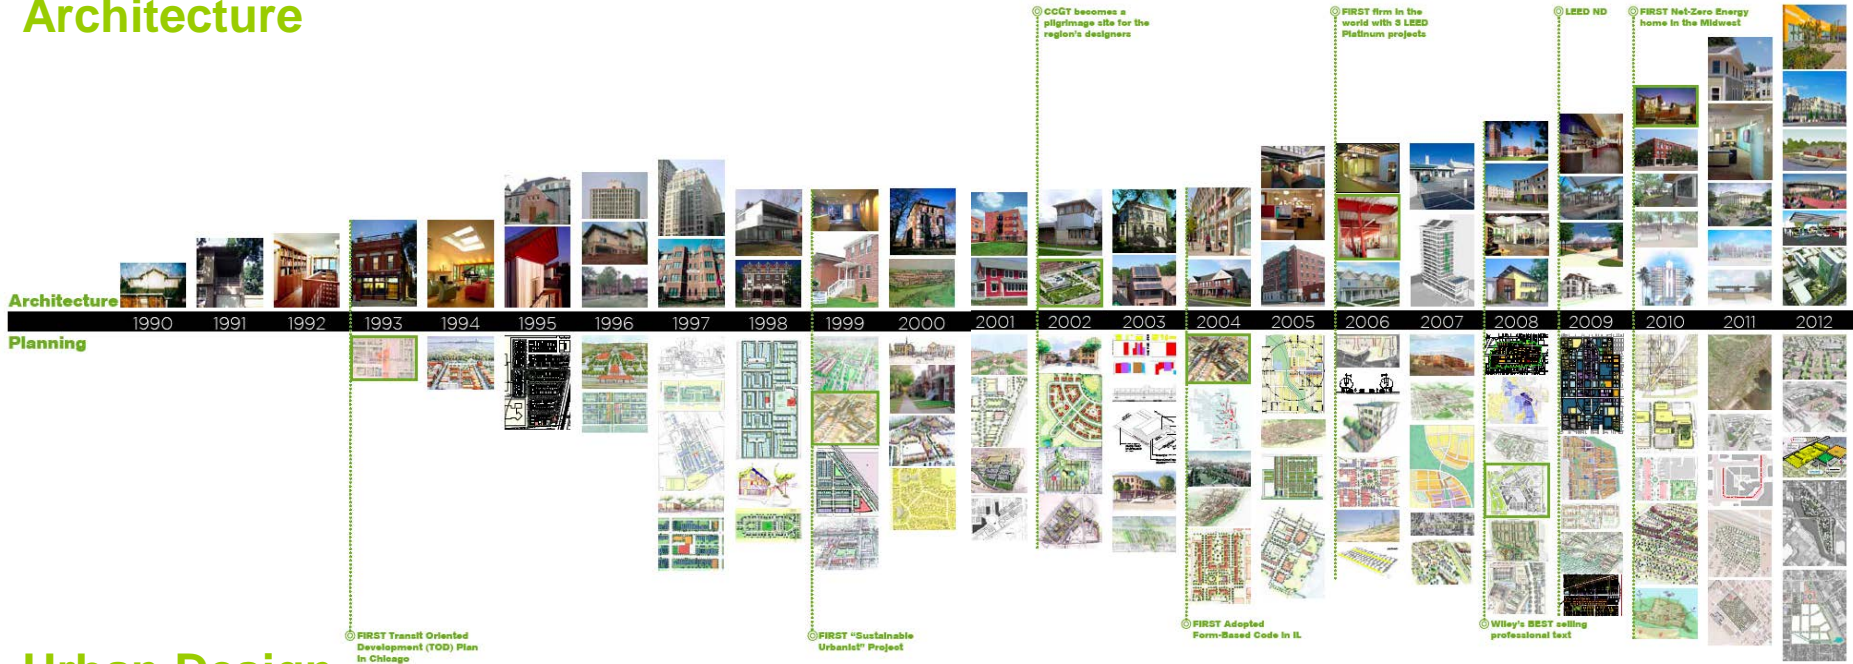 Architecture
CCGT becomes a
pilgrimage site for the
region's designers
FIRST firm in the
world with 3 LEED
Platinum projects
LEED ND
FIRST Net-Zero Energy
home in the Midwest
Architecture
1990 1991 1992 1993 1994 1995 1996 1997 1998 1999 2000 2001 2002 2003 2004 2005 2006 2007 2008 2009 2010 2011 2012
Planning
FIRST Transit Oriented
Development (TOD) Plan
in Chicago
FIRST "Sustainable
Urbanist" Project
FIRST Adopted
Form-Based Code in IL
Wiley's BEST selling
professional text
Urban Design